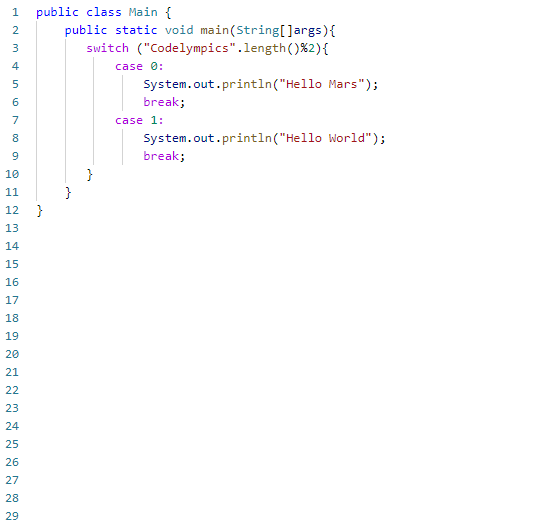 1 public class Main {
2 public static void main(String[]args){
3 switch ("Codelympics".length()%2){
4 case 0:
5 System.out.println("Hello Mars");
6 break;
7 case 1:
8 System.out.println("Hello World");
9 break;
10 }
11 }
12 }
13
14
15
16
17
18
19
20
21
22
23
24
25
26
27
28
29